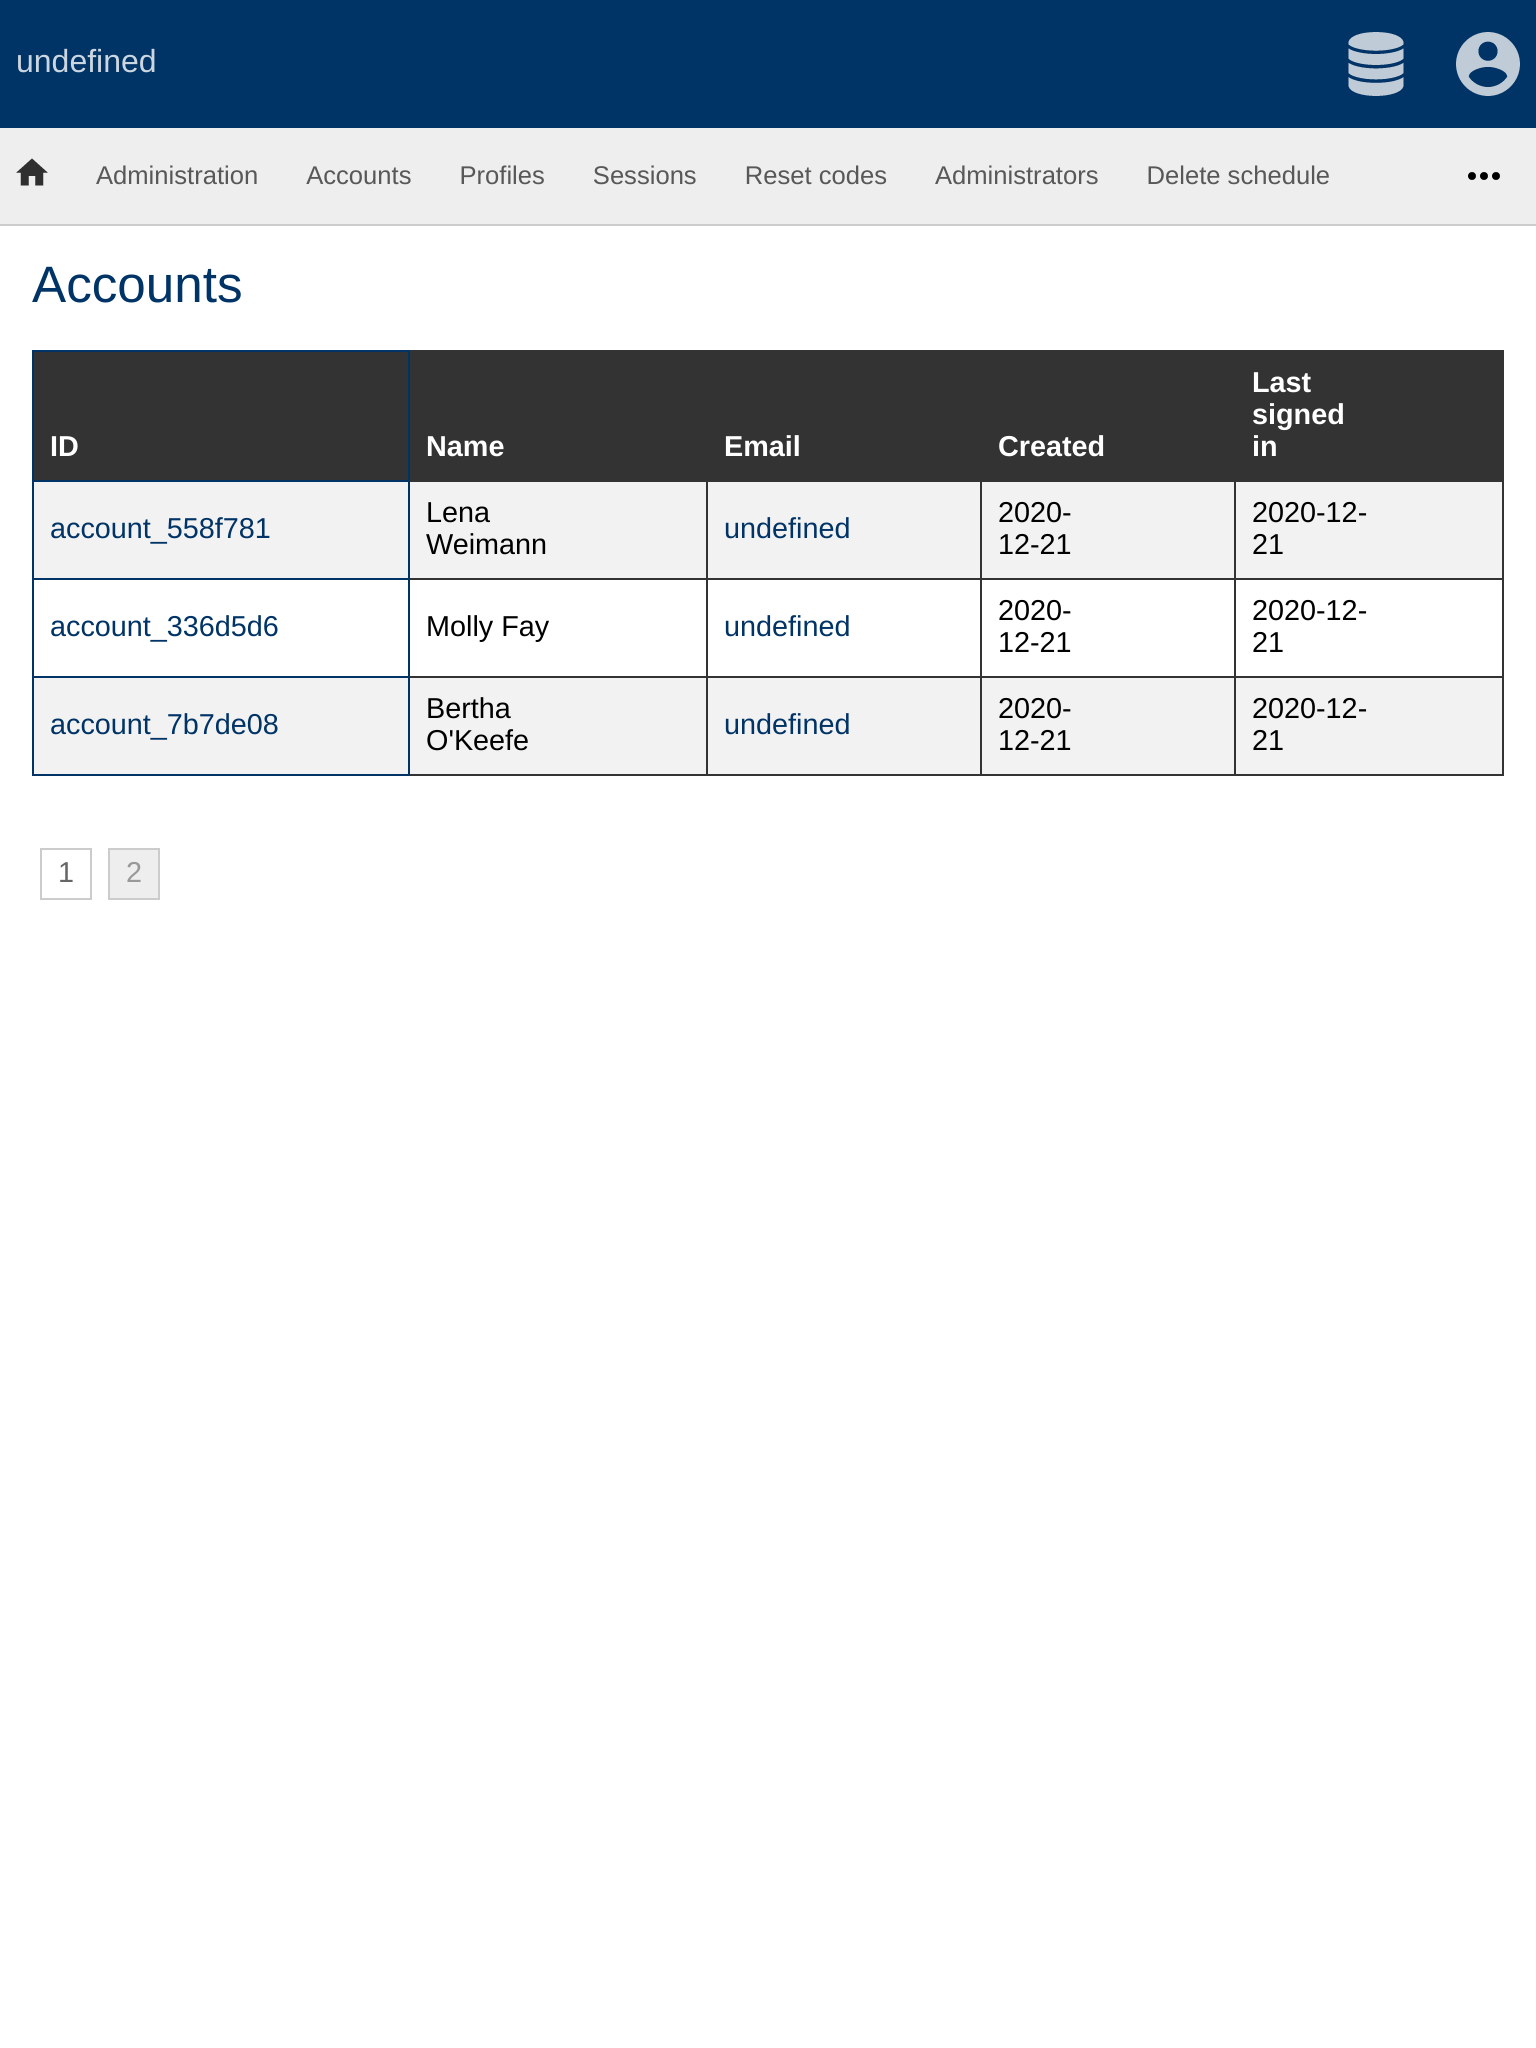 undefined
Administration Accounts Profiles Sessions Reset codes Administrators Delete schedule
Accounts
ID Name Email Created Last signed in
account_558f781 Lena Weimann undefined 2020-12-21 2020-12-21
account_336d5d6 Molly Fay undefined 2020-12-21 2020-12-21
account_7b7de08 Bertha O'Keefe undefined 2020-12-21 2020-12-21
1 2